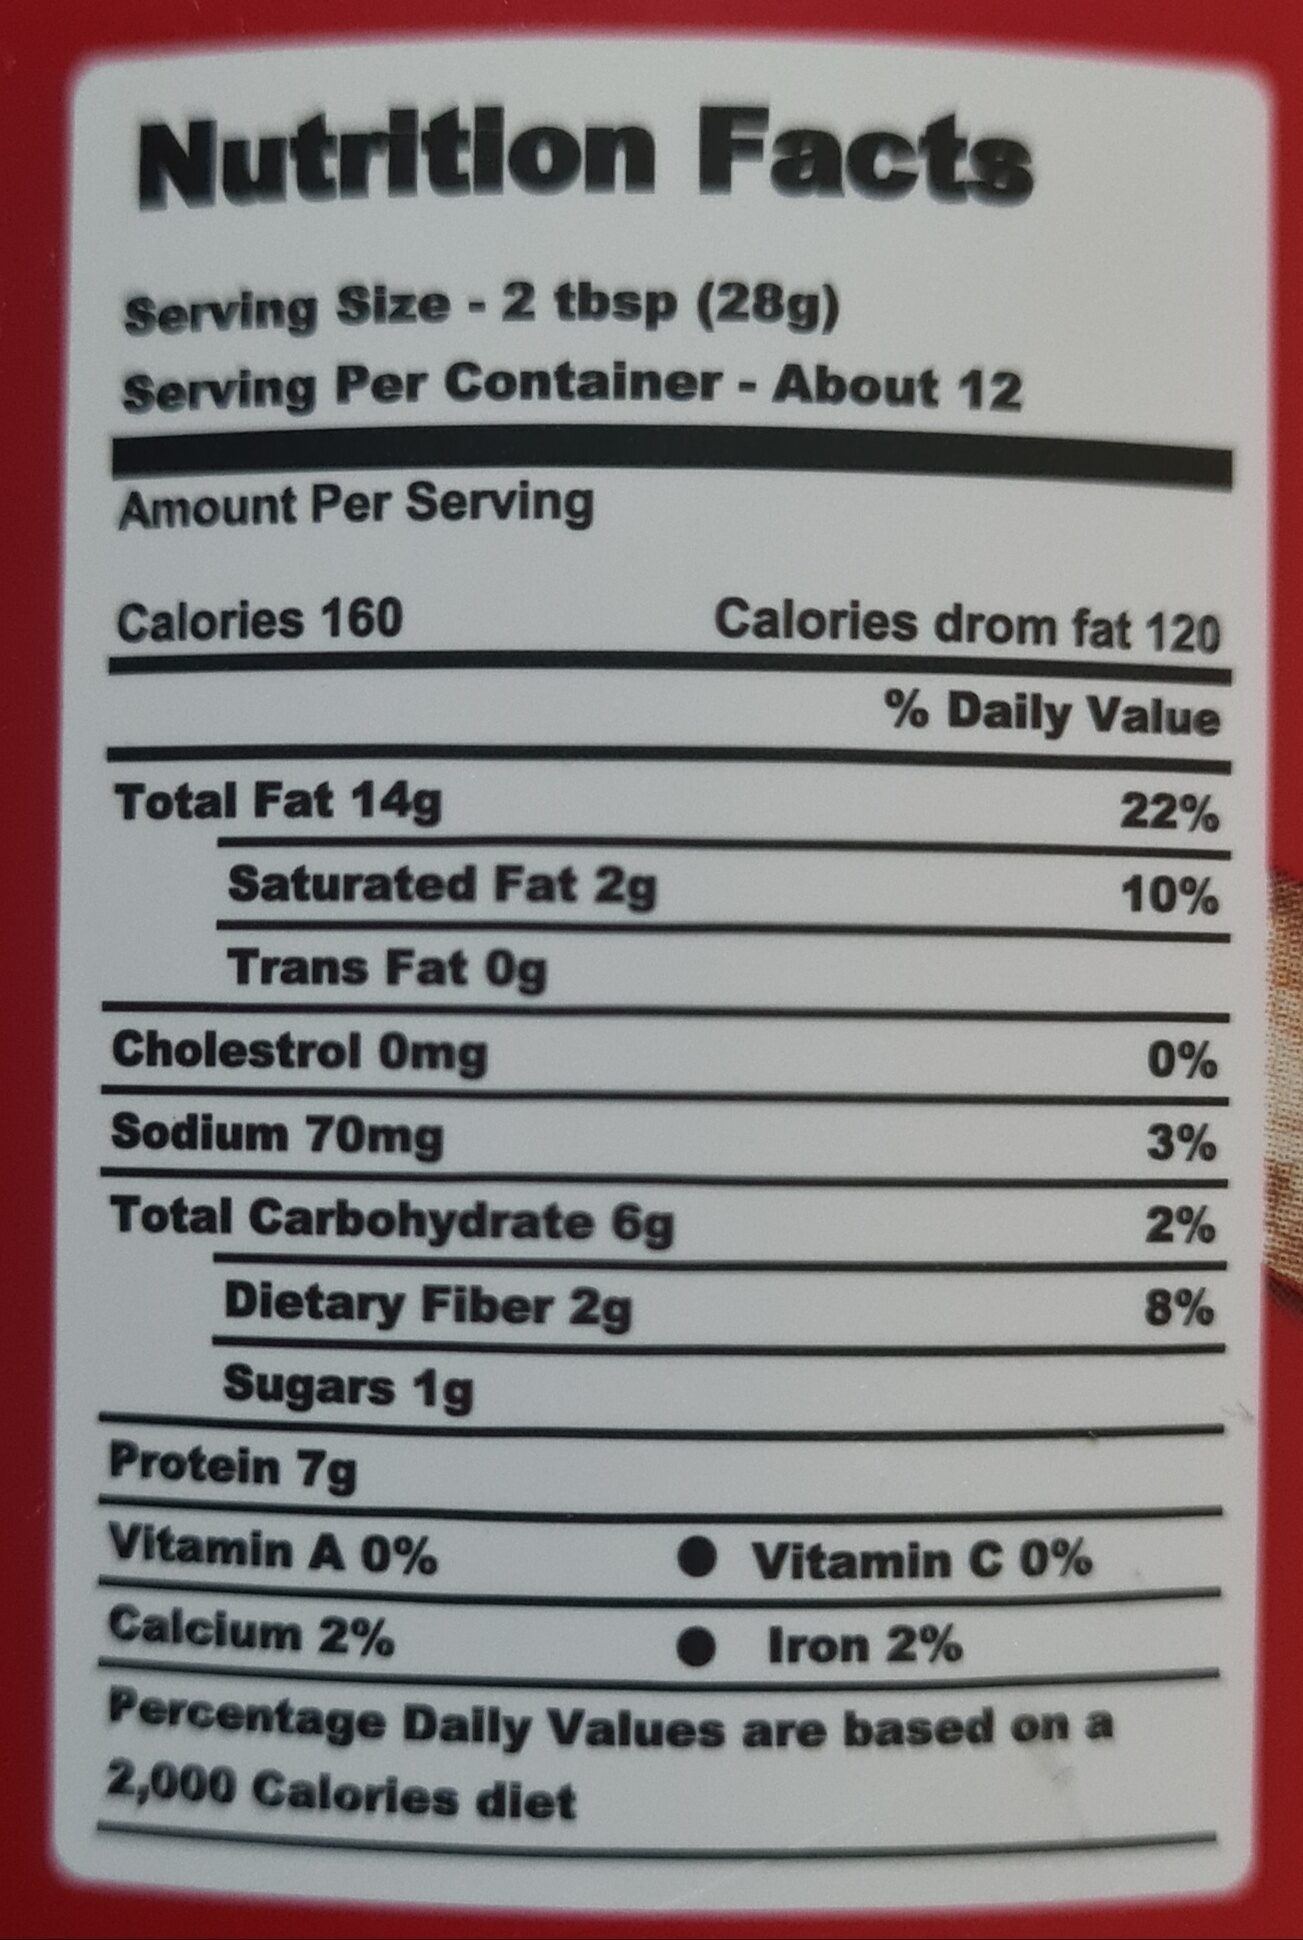 Nutrition Facts
Serving Size - 2 tbsp (28g)
Serving Per Container - About 12
Amount Per Serving
Calories 160 Calories drom fat 120
% Daily Value
Total Fat 14g 22%
Saturated Fat 2g 10%
Trans Fat 0g
Cholestrol 0mg 0%
Sodium 70mg 3%
Total Carbohydrate 6g 2%
Dietary Fiber 2g 8%
Sugars 1g
Protein 7g
Vitamin A 0% ● Vitamin C 0%
Calcium 2% ● Iron 2%
Percentage Daily Values are based on a
2,000 Calories diet